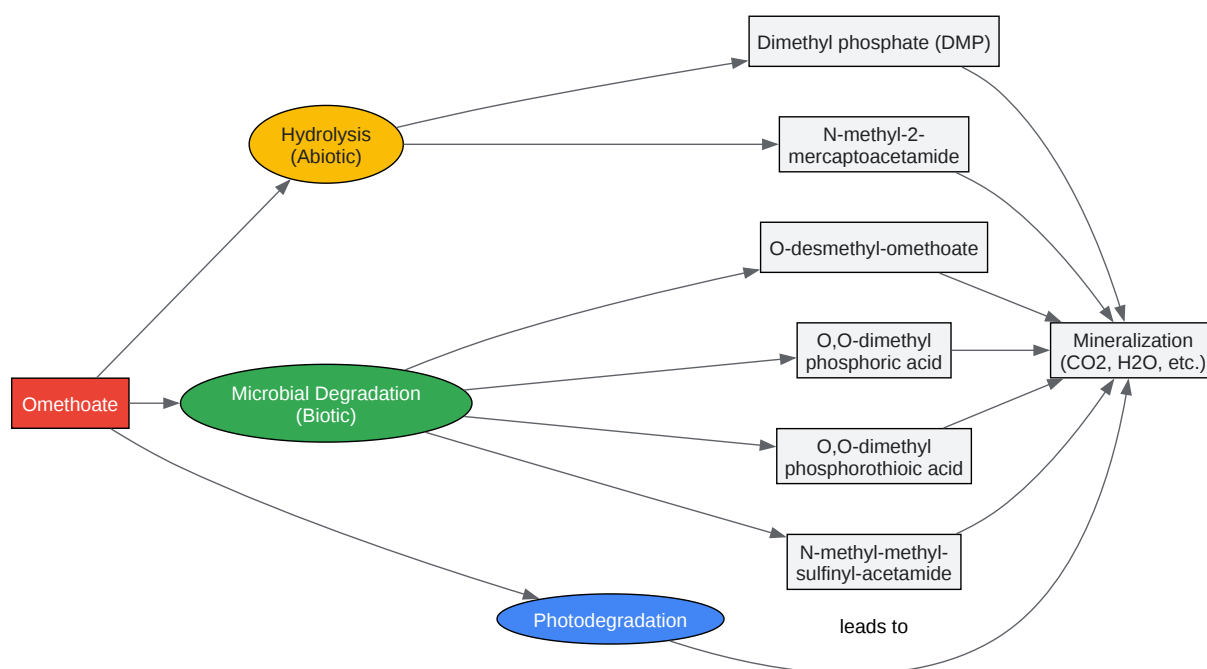 Dimethyl phosphate (DMP)
Hydrolysis
(Abiotic)
N-methyl-2-
mercaptoacetamide
O-desmethyl-omethoate
O,O-dimethyl
phosphoric acid
Mineralization
(CO2, H2O, etc.)
Omethoate
Microbial Degradation
(Biotic)
O,O-dimethyl
phosphorothioic acid
N-methyl-methyl-
sulfinyl-acetamide
Photodegradation
leads to